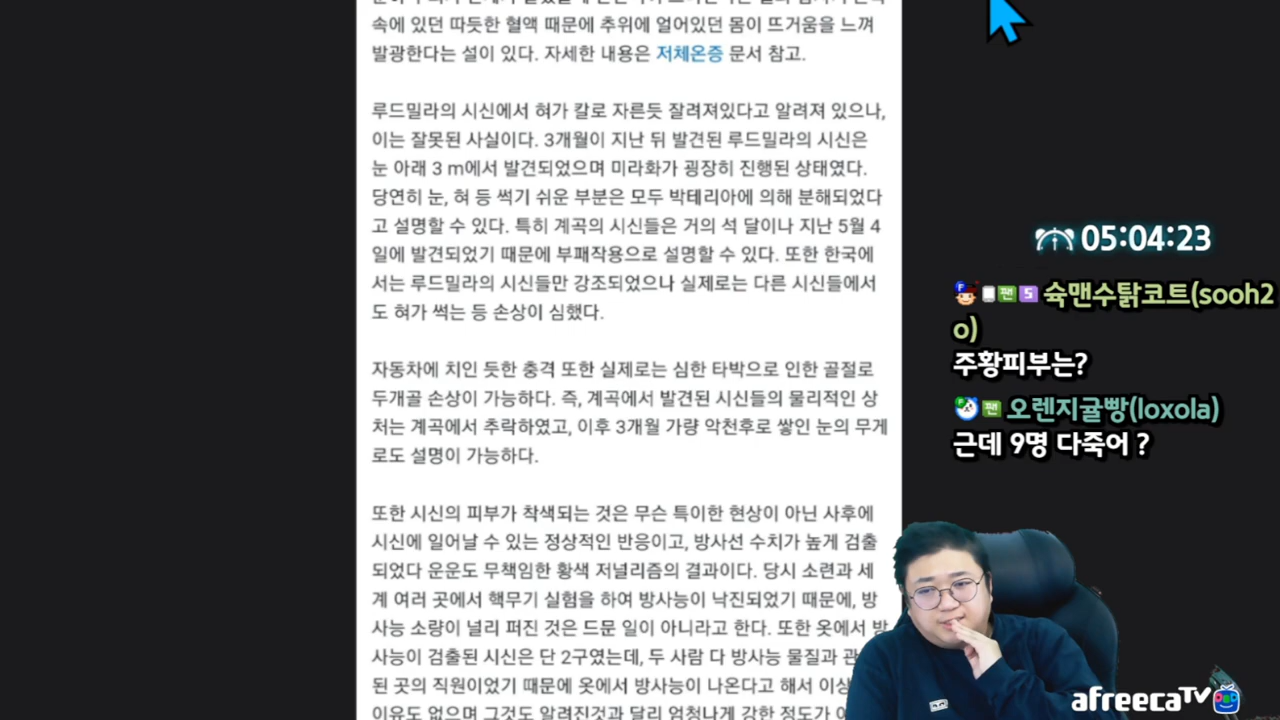 속에 있던 따듯한 혈액 때문에 추위에 얼어있던 몸이 뜨거움을 느껴
발광한다는 설이 있다. 자세한 내용은 저체온증 문서 참고.
루드밀라의 시신에서 혀가 칼로 자른듯 잘려져있다고 알려져 있으나,
이는 잘못된 사실이다. 3개월이 지난 뒤 발견된 루드밀라의 시신은
눈 아래 3 m에서 발견되었으며 미라화가 굉장히 진행된 상태였다.
당연히 눈, 혀 등 썩기 쉬운 부분은 모두 박테리아에 의해 분해되었다
고 설명할 수 있다. 특히 계곡의 시신들은 거의 석 달이나 지난 5월 4
일에 발견되었기 때문에 부패작용으로 설명할 수 있다. 또한 한국에
서는 루드밀라의 시신들만 강조되었으나 실제로는 다른 시신들에서
도 혀가 썩는 등 손상이 심했다.
자동차에 치인 듯한 충격 또한 실제로는 심한 타박으로 인한 골절로
두개골 손상이 가능하다. 즉, 계곡에서 발견된 시신들의 물리적인 상
처는 계곡에서 추락하였고, 이후 3개월 가량 악천후로 쌓인 눈의 무게
로도 설명이 가능하다.
또한 시신의 피부가 착색되는 것은 무슨 특이한 현상이 아닌 사후에
시신에 일어날 수 있는 정상적인 반응이고, 방사선 수치가 높게 검출
되었다 운운도 무책임한 황색 저널리즘의 결과이다. 당시 소련과 세
계 여러 곳에서 핵무기 실험을 하여 방사능이 낙진되었기 때문에, 방
사능 소량이 널리 퍼진 것은 드문 일이 아니라고 한다. 또한 옷에서 방
사능이 검출된 시신은 단 2구였는데, 두 사람 다 방사능 물질과 관
된 곳의 직원이었기 때문에 옷에서 방사능이 나온다고 해서 이상
이유도 없으며 그것도 알려진것과 달리 엄청나게 강한 정도가
05:04:23
팬 S 슉맨수탉코트(sooh2
o)
주황피부는?
팬 오렌지귤빵(loxola)
근데 9명 다죽어 ?
afreecaTV